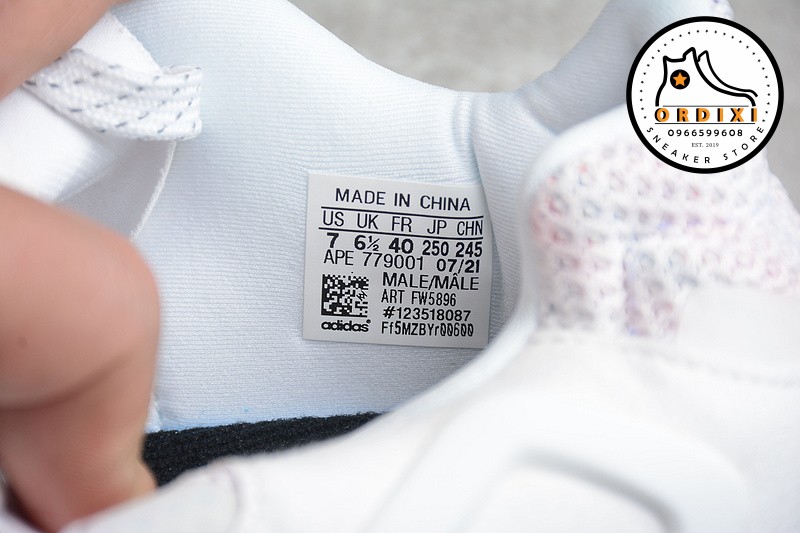 MADE IN CHINA
US UK FR JP CHN
7 6½ 40 250 245
APE 779001 07/21
MALE/MÂLE
ART FW5896
#123518087
Ff5MZBYr00600
adidas
ORDIXI
0966599608
EST. 2019
SNEAKER STORE